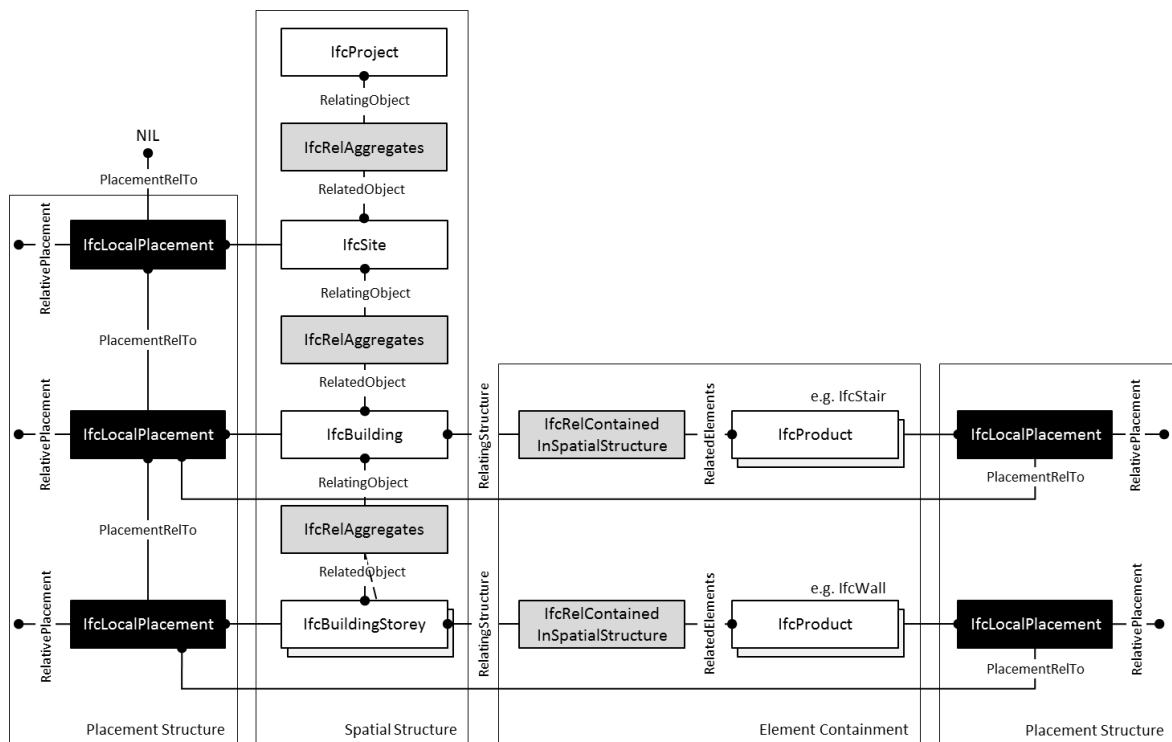 IfcProject
RelatingObject
NIL
IfcRelAggregates
PlacementRelTo
RelatedObject
RelativePlacement
IfcLocalPlacement
IfcSite
RelatingObject
PlacementRelTo
IfcRelAggregates
RelatedObject
e.g. IfcStair
RelativePlacement
IfcLocalPlacement
IfcBuilding
RelatingStructure
IfcRelContained
InSpatialStructure
RelatedElements
IfcProduct
IfcLocalPlacement
RelativePlacement
RelatingObject
PlacementRelTo
PlacementRelTo
IfcRelAggregates
RelatedObject
e.g. IfcWall
RelativePlacement
IfcLocalPlacement
IfcBuildingStorey
RelatingStructure
IfcRelContained
InSpatialStructure
RelatedElements
IfcProduct
IfcLocalPlacement
RelativePlacement
PlacementRelTo
Placement Structure
Spatial Structure
Element Containment
Placement Structure